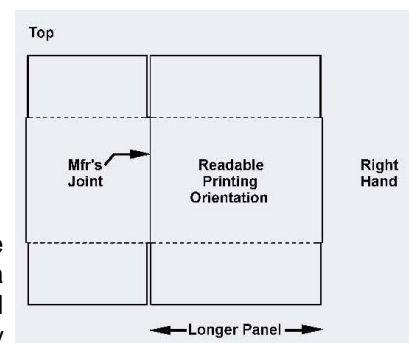 Top
Mfr's
Joint
Readable
Printing
Orientation
Right
Hand
Longer Panel